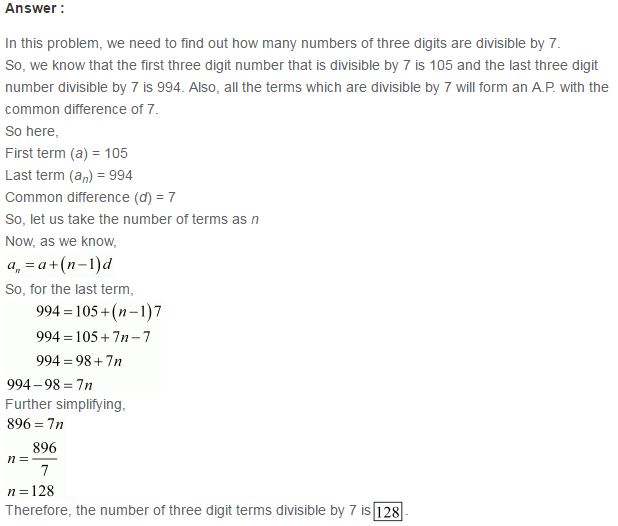 Answer :
In this problem, we need to find out how many numbers of three digits are divisible by 7.
So, we know that the first three digit number that is divisible by 7 is 105 and the last three digit
number divisible by 7 is 994. Also, all the terms which are divisible by 7 will form an A.P. with the
common difference of 7.
So here,
First term (a) = 105
Last term (aₙ) = 994
Common difference (d) = 7
So, let us take the number of terms as n
Now, as we know,
aₙ = a+(n−1)d
So, for the last term,
994 = 105+(n−1)7
994 = 105+7n−7
994 = 98+7n
994−98 = 7n
Further simplifying,
896 = 7n
n = 896/7
n = 128
Therefore, the number of three digit terms divisible by 7 is 128 .